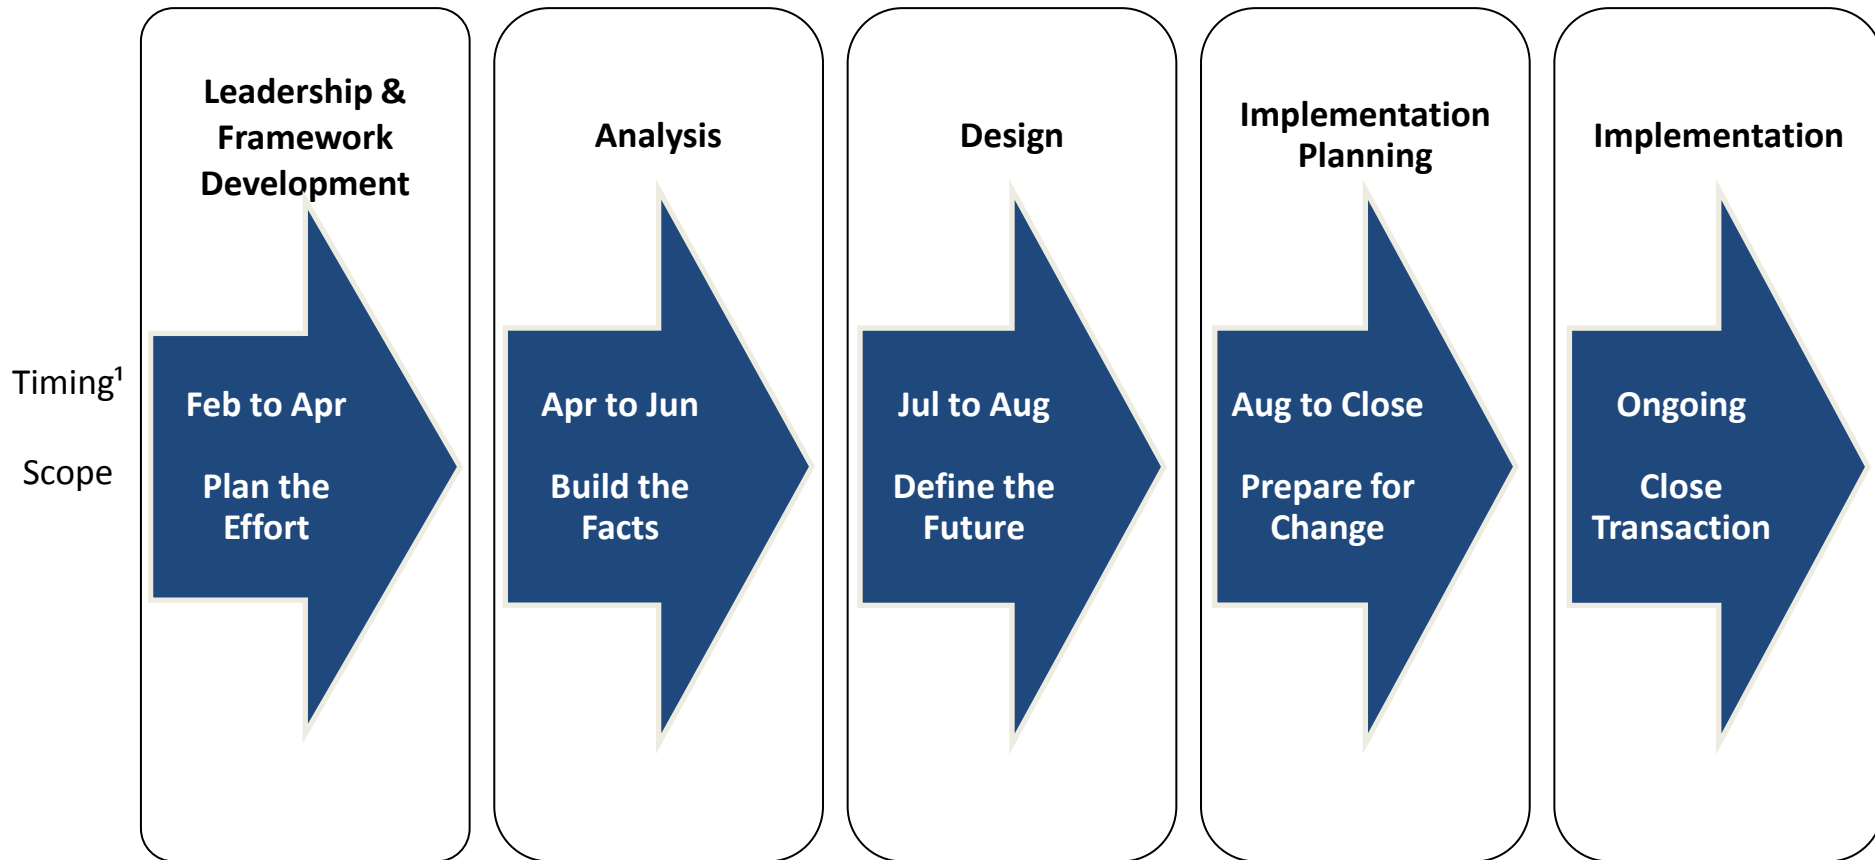 Leadership &
Framework
Development
Analysis
Design
Implementation
Planning
Implementation
Timing¹
Feb to Apr
Apr to Jun
Jul to Aug
Aug to Close
Ongoing
Scope
Plan the
Effort
Build the
Facts
Define the
Future
Prepare for
Change
Close
Transaction